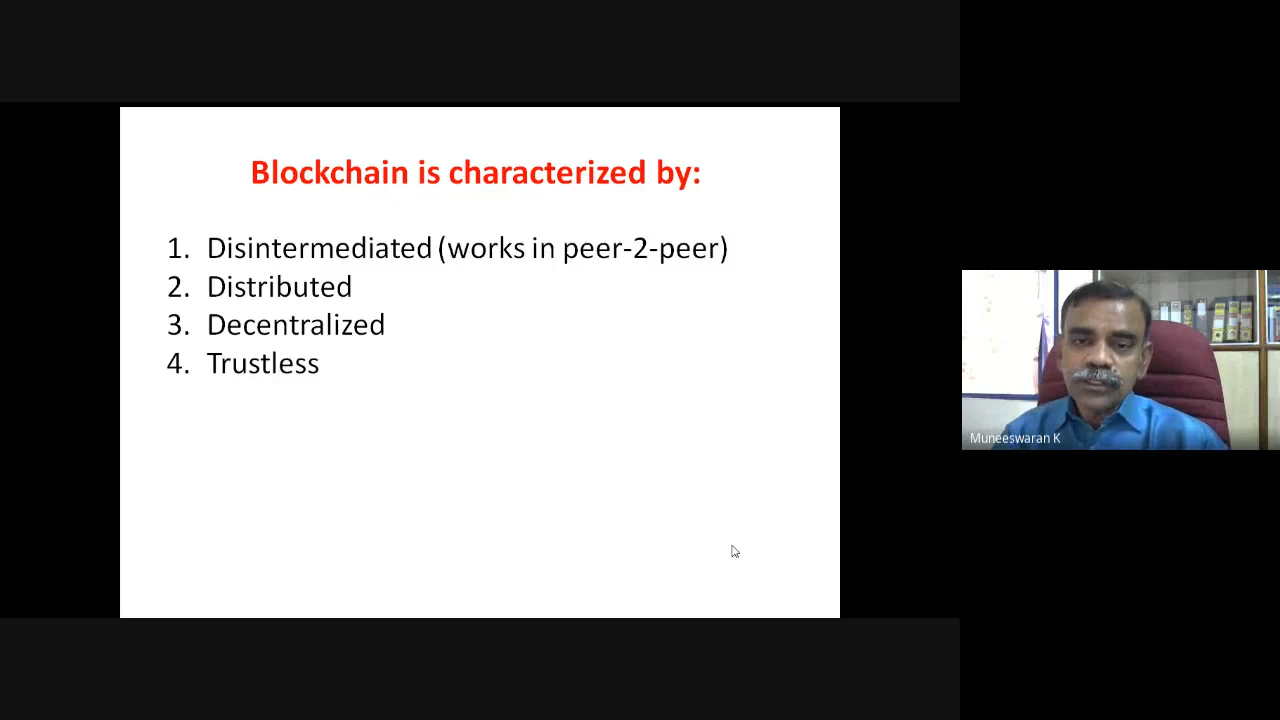 Blockchain is characterized by:
1. Disintermediated (works in peer-2-peer)
2. Distributed
3. Decentralized
4. Trustless
Muneeswaran K